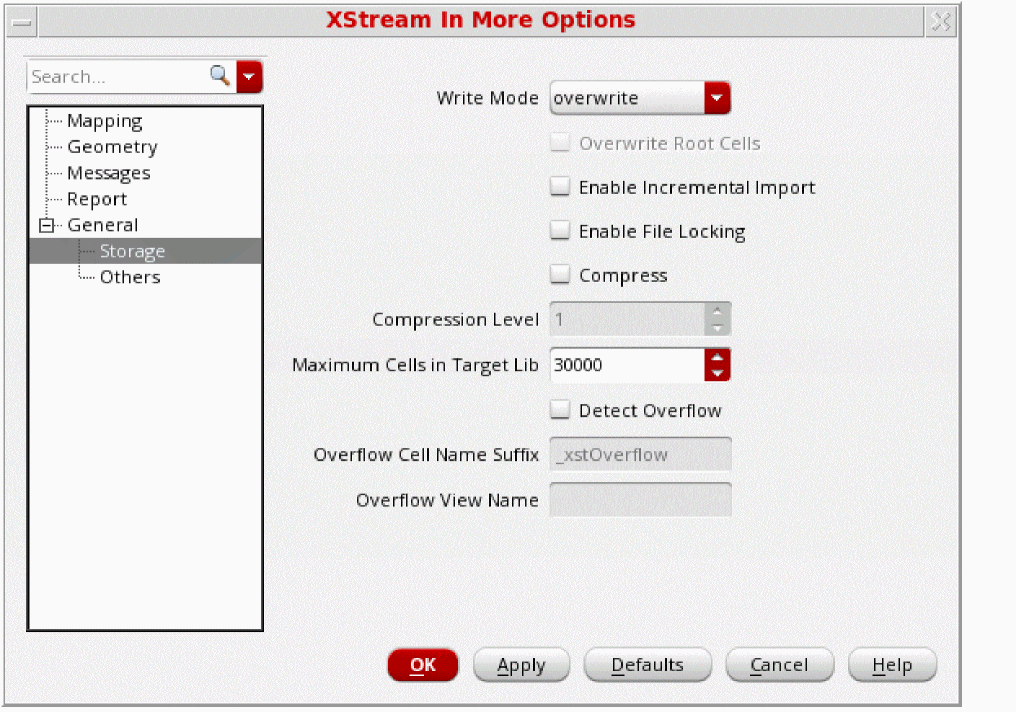 XStream In More Options
Search...
Mapping
Geometry
Messages
Report
General
Storage
Others
Write Mode overwrite
Overwrite Root Cells
Enable Incremental Import
Enable File Locking
Compress
Compression Level 1
Maximum Cells in Target Lib 30000
Detect Overflow
Overflow Cell Name Suffix _xstOverflow
Overflow View Name
OK Apply Defaults Cancel Help